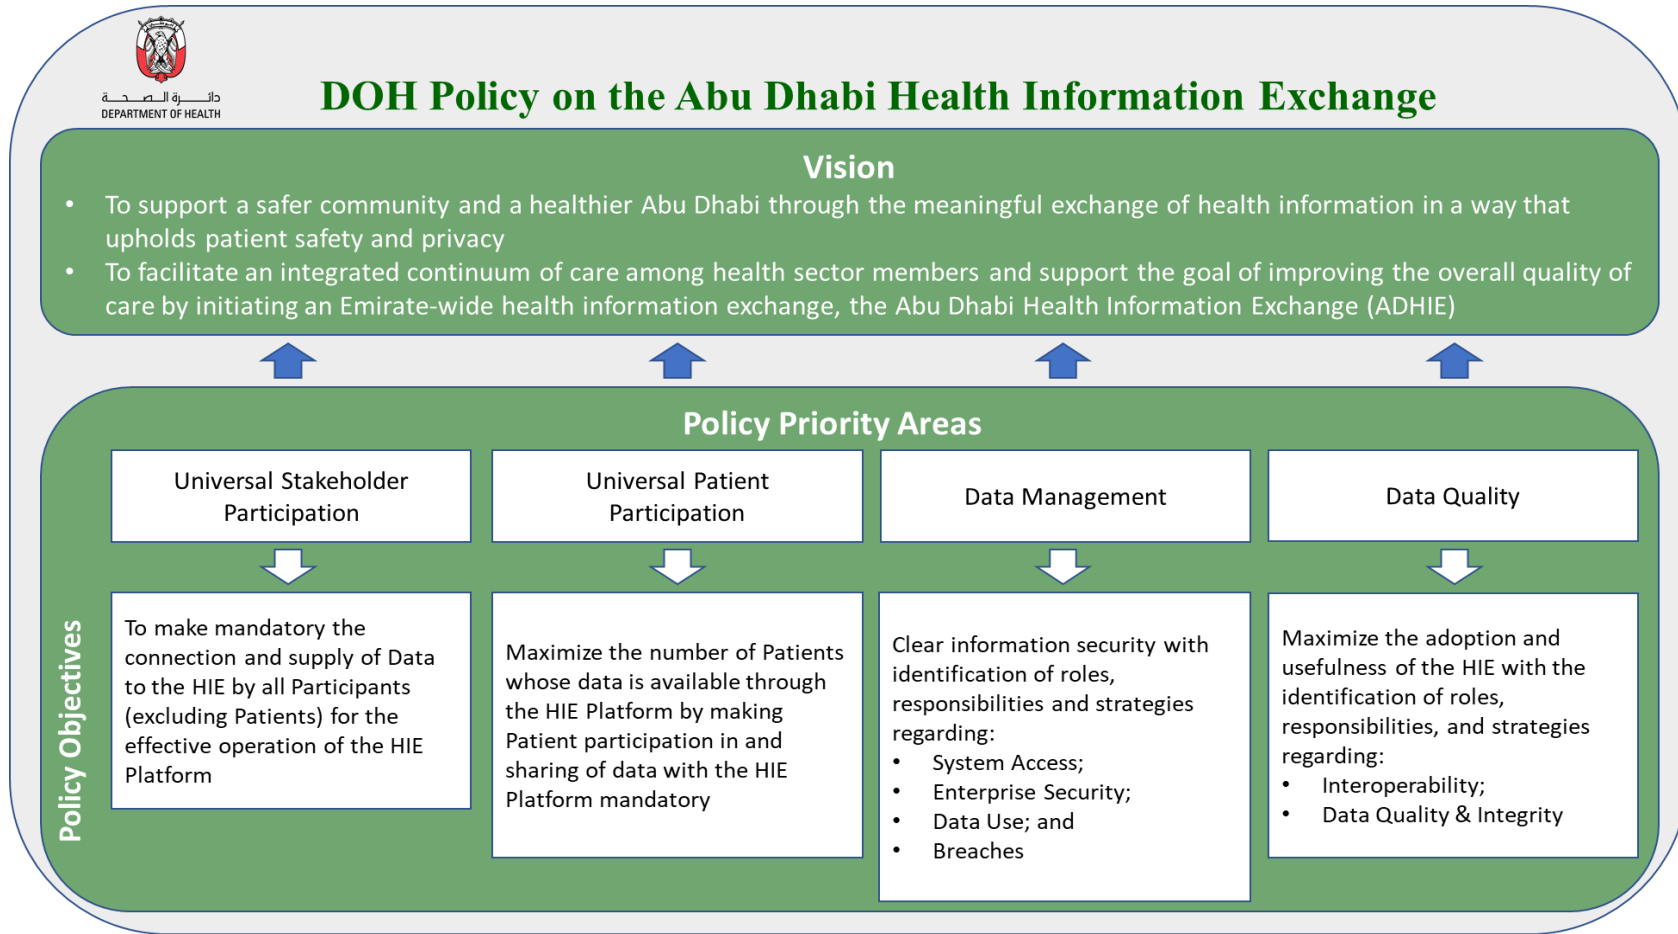 دائرة الصحة
DEPARTMENT OF HEALTH
DOH Policy on the Abu Dhabi Health Information Exchange
Vision
• To support a safer community and a healthier Abu Dhabi through the meaningful exchange of health information in a way that
upholds patient safety and privacy
• To facilitate an integrated continuum of care among health sector members and support the goal of improving the overall quality of
care by initiating an Emirate-wide health information exchange, the Abu Dhabi Health Information Exchange (ADHIE)
Policy Priority Areas
Universal Stakeholder
Participation
Universal Patient
Participation
Data Management
Data Quality
Policy Objectives
To make mandatory the
connection and supply of Data
to the HIE by all Participants
(excluding Patients) for the
effective operation of the HIE
Platform
Maximize the number of Patients
whose data is available through
the HIE Platform by making
Patient participation in and
sharing of data with the HIE
Platform mandatory
Clear information security with
identification of roles,
responsibilities and strategies
regarding:
• System Access;
• Enterprise Security;
• Data Use; and
• Breaches
Maximize the adoption and
usefulness of the HIE with the
identification of roles,
responsibilities, and strategies
regarding:
• Interoperability;
• Data Quality & Integrity